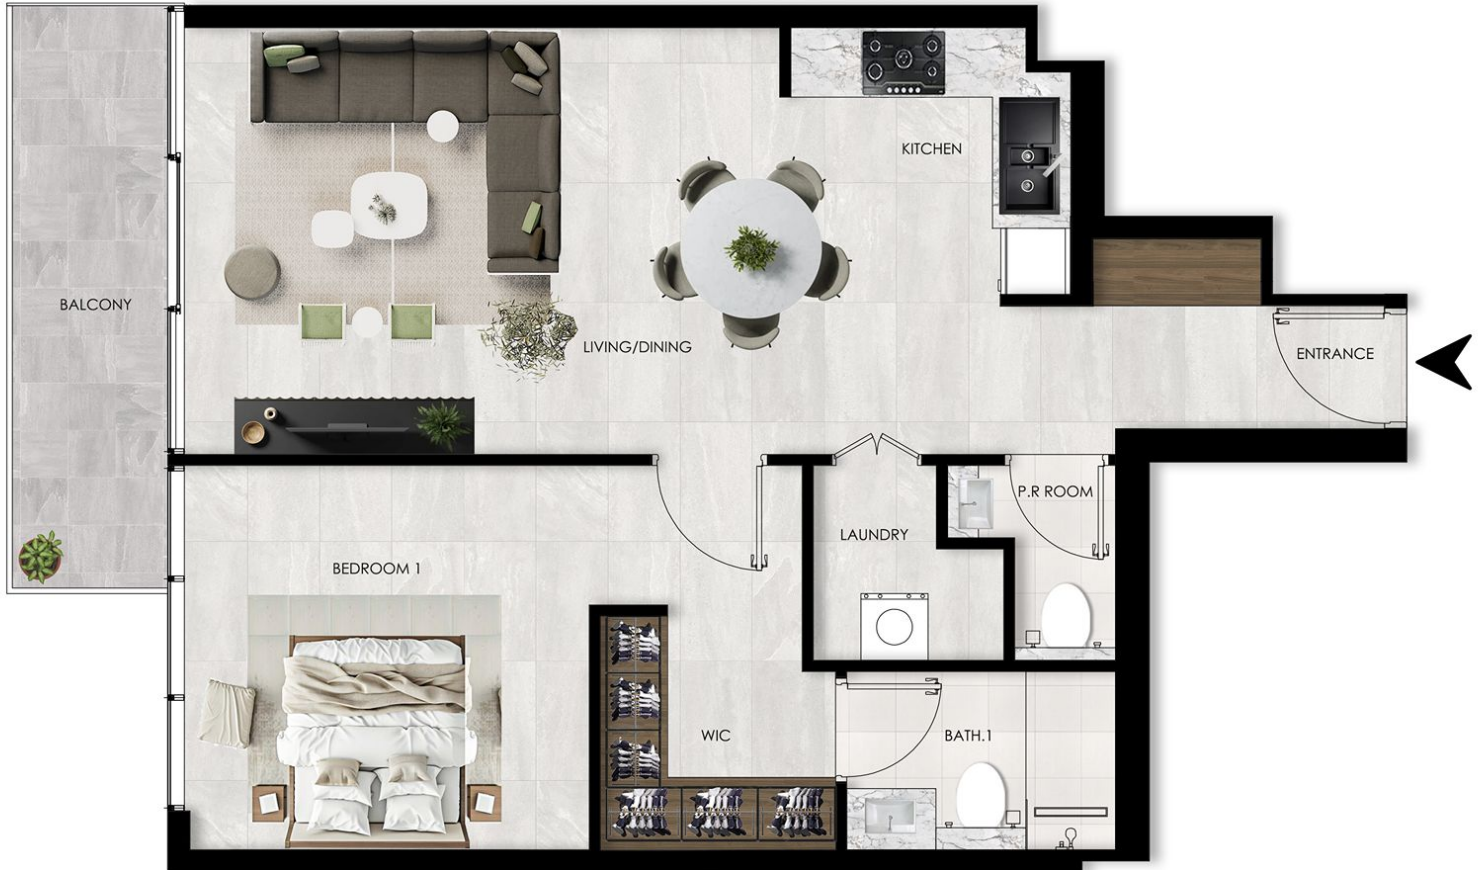 KITCHEN
BALCONY
LIVING/DINING
ENTRANCE
P.R ROOM
LAUNDRY
BEDROOM 1
WIC
BATH.1